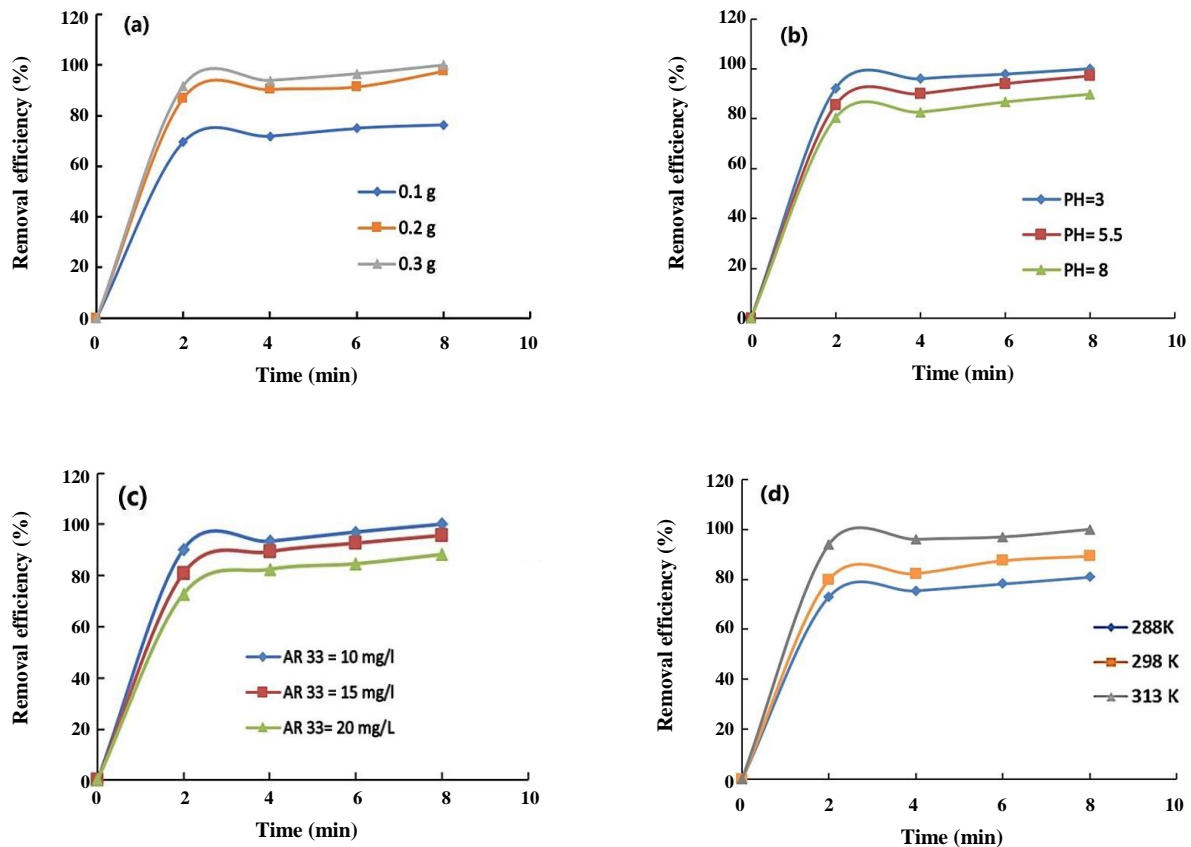 (a)
Removal efficiency (%)
120
100
80
60
40
20
0
0 2 4 6 8 10
Time (min)
0.1 g
0.2 g
0.3 g
(b)
Removal efficiency (%)
120
100
80
60
40
20
0
0 2 4 6 8 10
Time (min)
PH=3
PH= 5.5
PH= 8
(c)
Removal efficiency (%)
120
100
80
60
40
20
0
0 2 4 6 8 10
Time (min)
AR 33 = 10 mg/l
AR 33 = 15 mg/l
AR 33= 20 mg/L
(d)
Removal efficiency (%)
120
100
80
60
40
20
0
0 2 4 6 8 10
Time (min)
288K
298 K
313 K